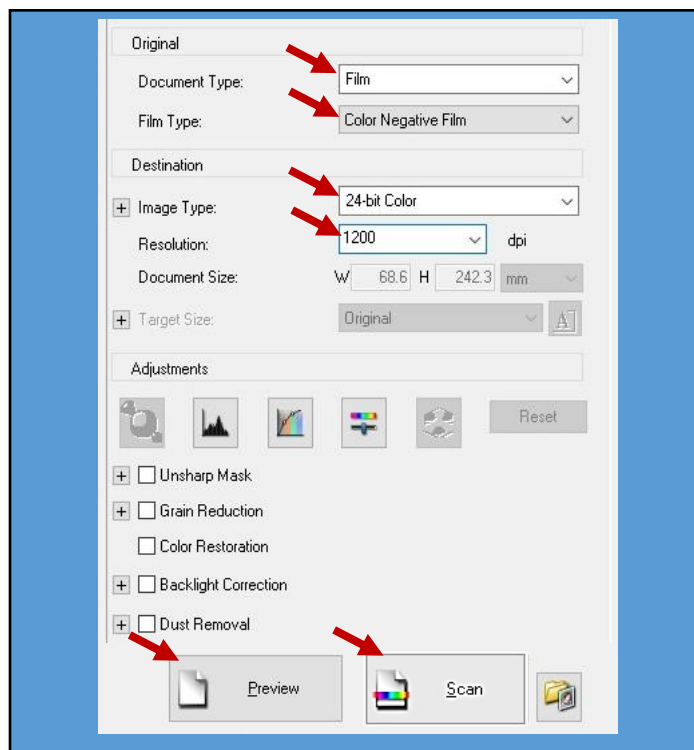 Original
Document Type: Film
Film Type: Color Negative Film
Destination
+ Image Type: 24-bit Color
Resolution: 1200 dpi
Document Size: W 68.6 H 242.3 mm
+ Target Size: Original A
Adjustments
Reset
+ Unsharp Mask
+ Grain Reduction
Color Restoration
+ Backlight Correction
+ Dust Removal
Preview Scan